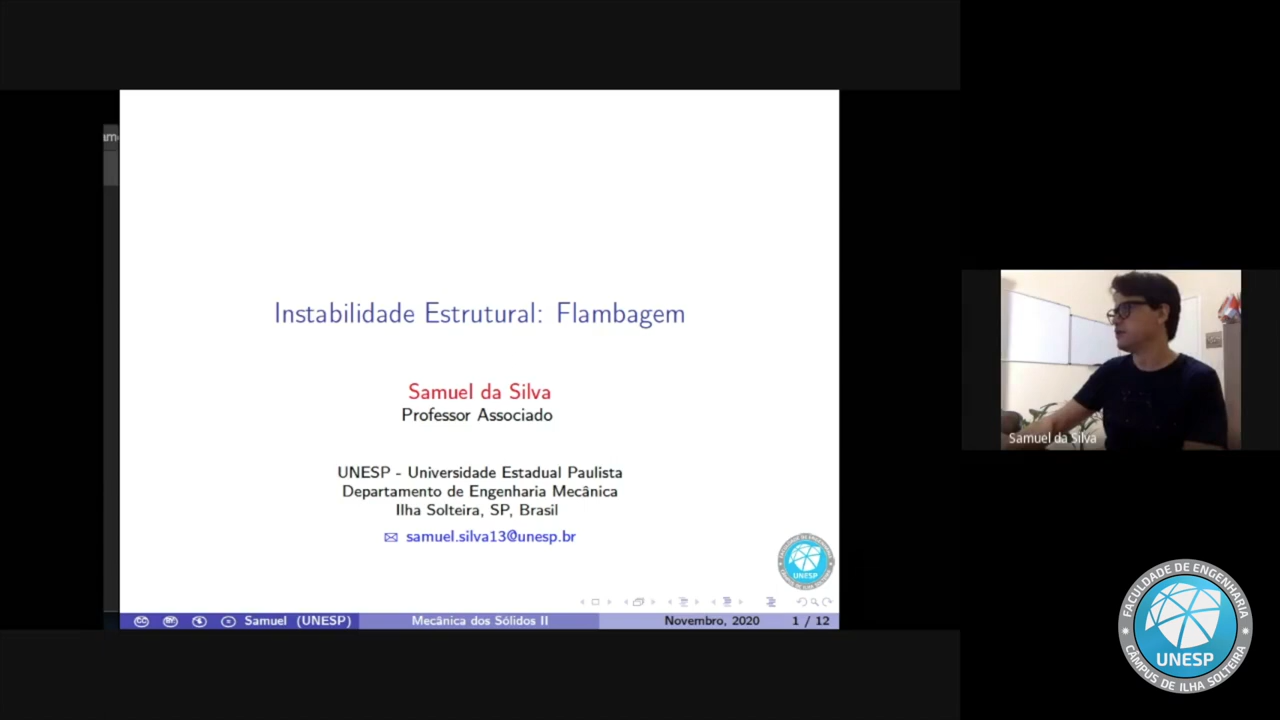 Instabilidade Estrutural: Flambagem
Samuel da Silva
Professor Associado
UNESP - Universidade Estadual Paulista
Departamento de Engenharia Mecânica
Ilha Solteira, SP, Brasil
samuel.silva13@unesp.br
UNESP
Samuel (UNESP)
Mecânica dos Sólidos II
Novembro, 2020
1 / 12
Samuel da Silva
FACULDADE DE ENGENHARIA
UNESP
CÂMPUS DE ILHA SOLTEIRA